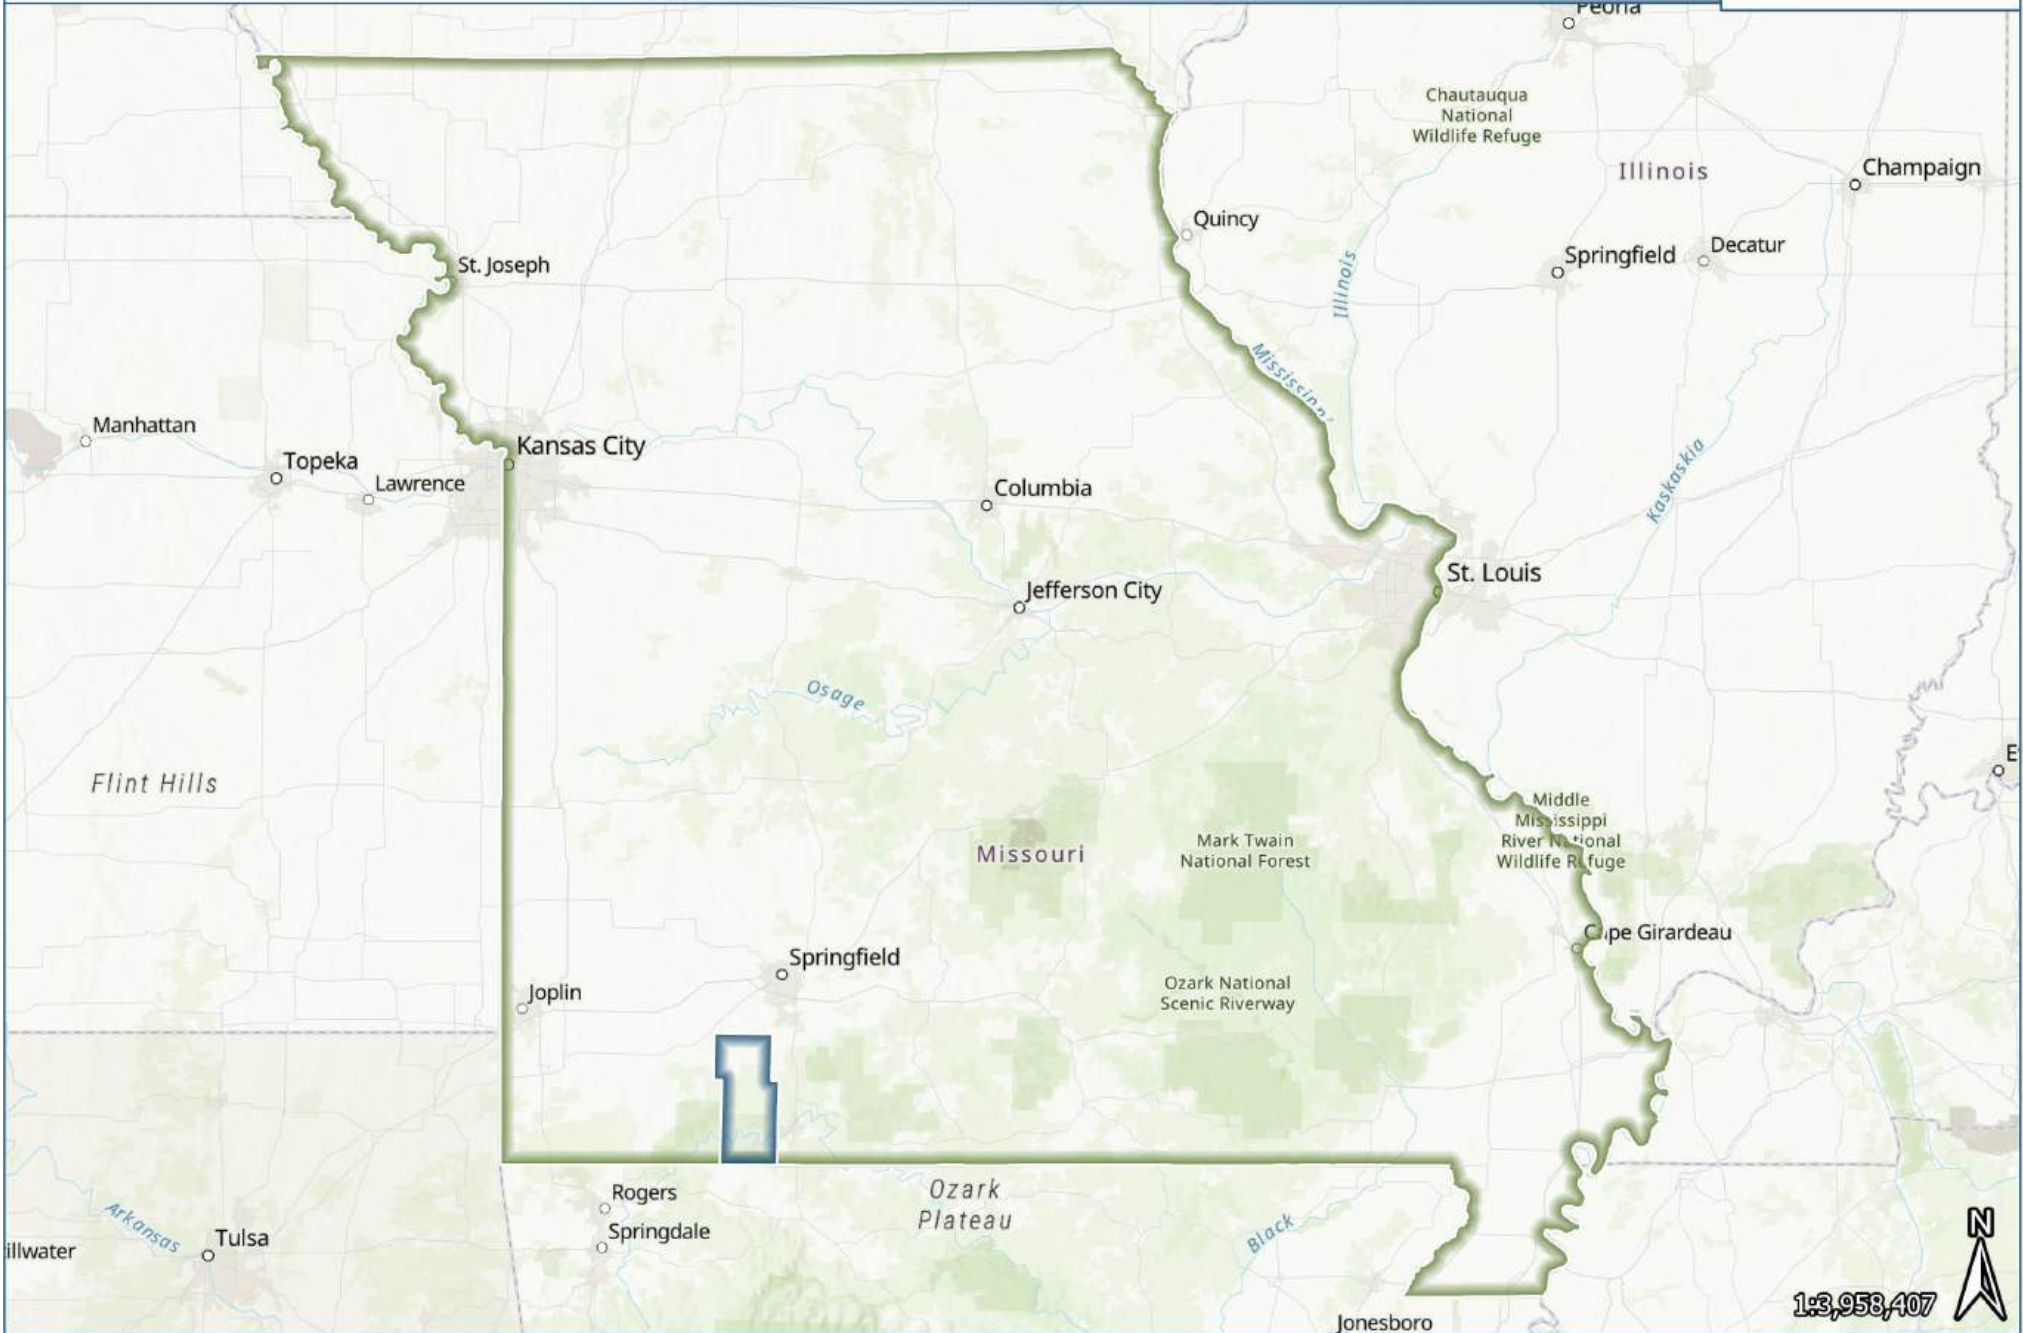 Peoria
Chautauqua
National
Wildlife Refuge
Illinois
Champaign
Quincy
Springfield
Decatur
St. Joseph
Illinois
Mississippi
Manhattan
Kansas City
Topeka
Lawrence
Columbia
Kaskaskia
St. Louis
Jefferson City
Osage
Flint Hills
E
Middle
Mississippi
River National
Wildlife Refuge
Mark Twain
National Forest
Missouri
Cape Girardeau
Springfield
Joplin
Ozark National
Scenic Riverway
Rogers
Springdale
Ozark
Plateau
Black
Arkansas
Tulsa
illwater
N
1:3,958,407
Jonesboro